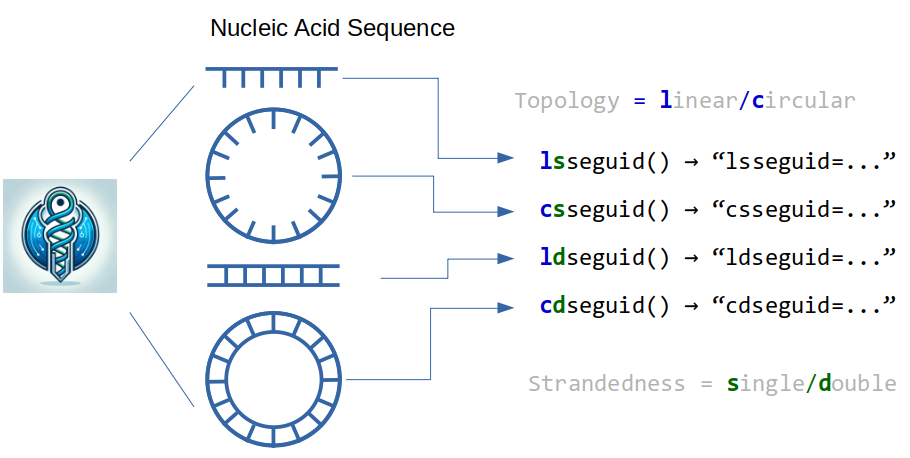 Nucleic Acid Sequence
Topology = linear/circular
lsseguid() → “lsseguid=...”
csseguid() → “csseguid=...”
ldseguid() → “ldseguid=...”
cdseguid() → “cdseguid=...”
Strandedness = single/double